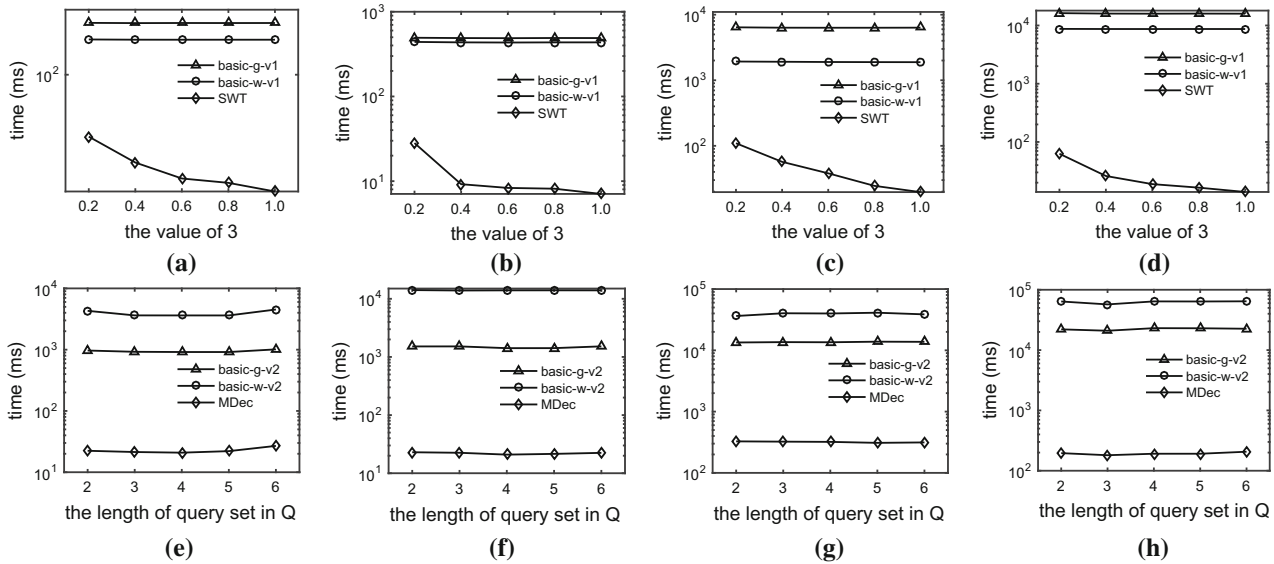 time (ms)
10^2
basic-g-v1
basic-w-v1
SWT
0.2 0.4 0.6 0.8 1.0
the value of 3
(a)
time (ms)
10^3
10^2
10^1
basic-g-v1
basic-w-v1
SWT
0.2 0.4 0.6 0.8 1.0
the value of 3
(b)
time (ms)
10^4
10^3
10^2
basic-g-v1
basic-w-v1
SWT
0.2 0.4 0.6 0.8 1.0
the value of 3
(c)
time (ms)
10^4
10^3
10^2
basic-g-v1
basic-w-v1
SWT
0.2 0.4 0.6 0.8 1.0
the value of 3
(d)
time (ms)
10^4
10^3
10^2
10^1
basic-g-v2
basic-w-v2
MDec
2 3 4 5 6
the length of query set in Q
(e)
time (ms)
10^4
10^3
10^2
10^1
basic-g-v2
basic-w-v2
MDec
2 3 4 5 6
the length of query set in Q
(f)
time (ms)
10^5
10^4
10^3
10^2
basic-g-v2
basic-w-v2
MDec
2 3 4 5 6
the length of query set in Q
(g)
time (ms)
10^5
10^4
10^3
10^2
basic-g-v2
basic-w-v2
MDec
2 3 4 5 6
the length of query set in Q
(h)